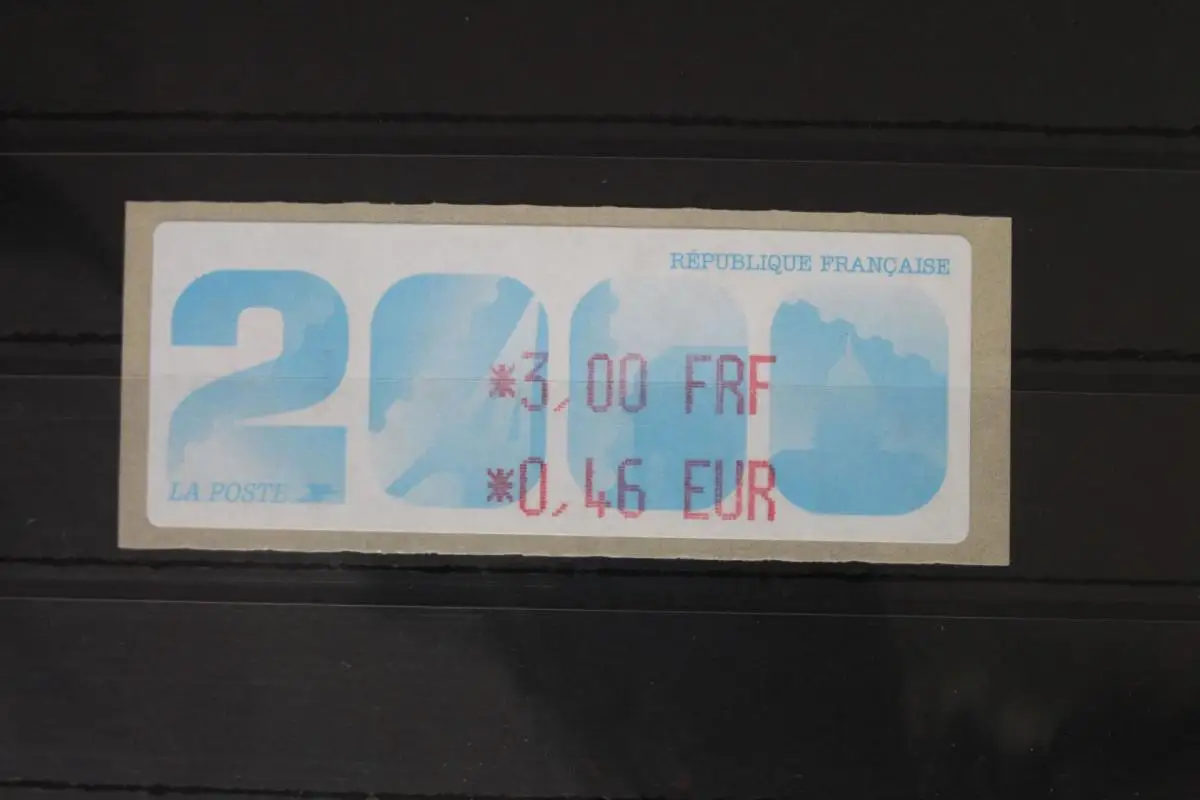 RÉPUBLIQUE FRANÇAISE
2000
*3,00 FRF
*0,46 EUR
LA POSTE